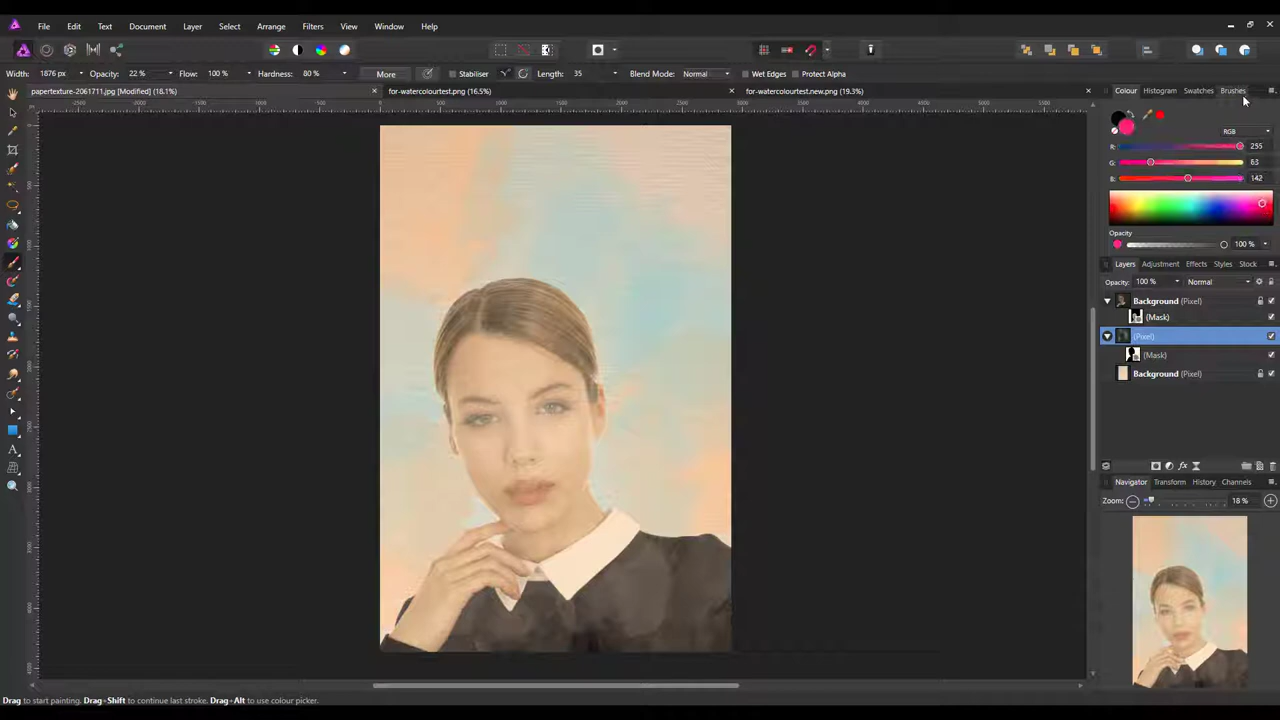 File Edit Text Document Layer Select Arrange Filters View Window Help
Width: 1876 px Opacity: 22 % Flow: 100 % Hardness: 80 % More Stabiliser Length: 35 Blend Mode: Normal Wet Edges Protect Alpha
papertexture-2061711.jpg [Modified] (18.1%) for-watercolourtest.png (16.5%) for-watercolourtest.new.png (19.3%)
Colour Histogram Swatches Brushes
RGB
R: 255
G: 63
B: 142
Opacity
100 %
Layers Adjustment Effects Styles Stock
Opacity: 100 % Normal
Background (Pixel)
(Mask)
(Pixel)
(Mask)
Background (Pixel)
Navigator Transform History Channels
Zoom: 18 %
Drag to start painting. Drag+Shift to continue last stroke. Drag+Alt to use colour picker.